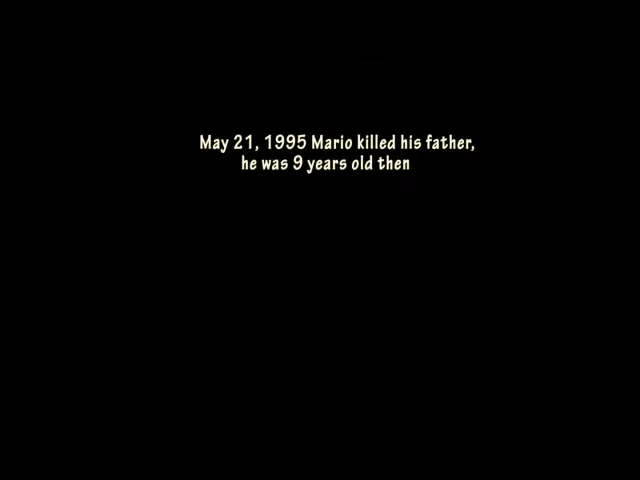 May 21, 1995 Mario killed his father,
he was 9 years old then